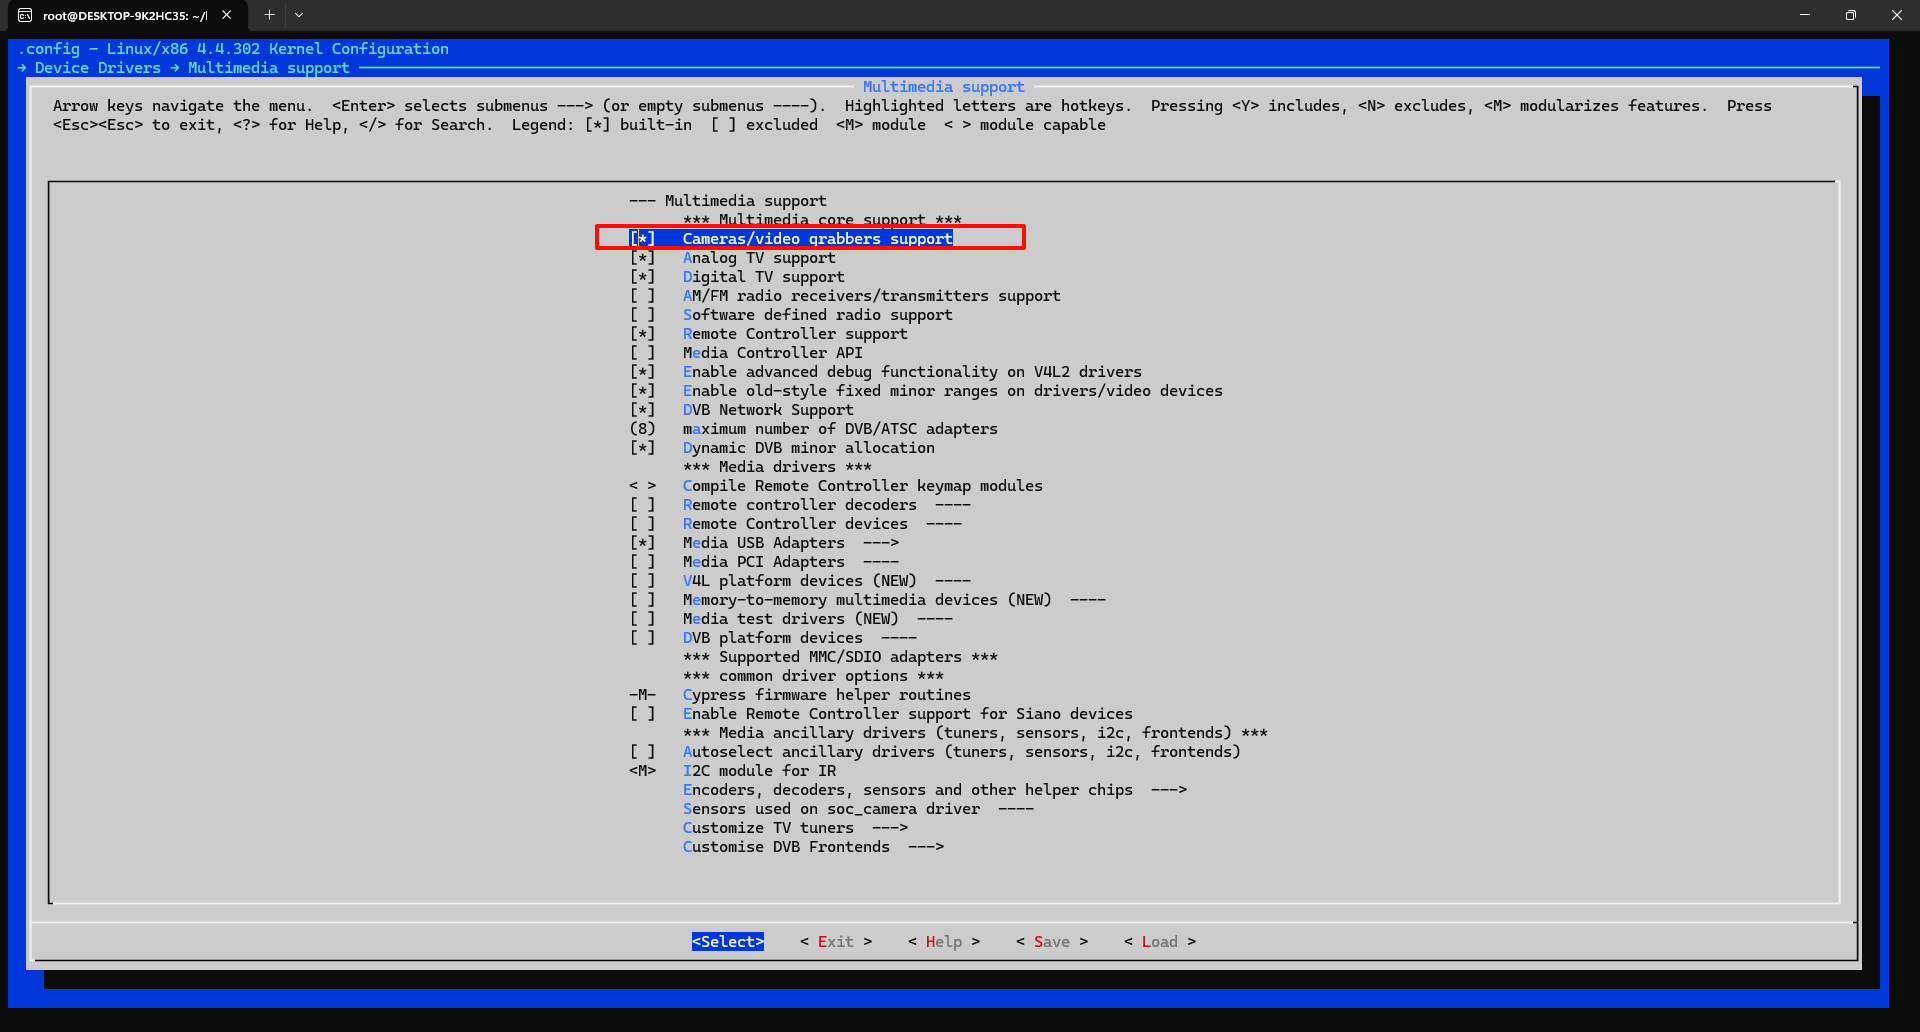 root@DESKTOP-9K2HC35: ~/l
.config - Linux/x86 4.4.302 Kernel Configuration
→ Device Drivers → Multimedia support
Multimedia support
Arrow keys navigate the menu.  <Enter> selects submenus ---> (or empty submenus ----).  Highlighted letters are hotkeys.  Pressing <Y> includes, <N> excludes, <M> modularizes features.  Press
<Esc><Esc> to exit, <?> for Help, </> for Search.  Legend: [*] built-in  [ ] excluded  <M> module  < > module capable
--- Multimedia support
*** Multimedia core support ***
[*]   Cameras/video grabbers support
[*]   Analog TV support
[*]   Digital TV support
[ ]   AM/FM radio receivers/transmitters support
[ ]   Software defined radio support
[*]   Remote Controller support
[ ]   Media Controller API
[*]   Enable advanced debug functionality on V4L2 drivers
[*]   Enable old-style fixed minor ranges on drivers/video devices
[*]   DVB Network Support
(8)   maximum number of DVB/ATSC adapters
[*]   Dynamic DVB minor allocation
*** Media drivers ***
< >   Compile Remote Controller keymap modules
[ ]   Remote controller decoders  ----
[ ]   Remote Controller devices  ----
[*]   Media USB Adapters  --->
[ ]   Media PCI Adapters  ----
[ ]   V4L platform devices (NEW)  ----
[ ]   Memory-to-memory multimedia devices (NEW)  ----
[ ]   Media test drivers (NEW)  ----
[ ]   DVB platform devices  ----
*** Supported MMC/SDIO adapters ***
*** common driver options ***
-M-   Cypress firmware helper routines
[ ]   Enable Remote Controller support for Siano devices
*** Media ancillary drivers (tuners, sensors, i2c, frontends) ***
[ ]   Autoselect ancillary drivers (tuners, sensors, i2c, frontends)
<M>   I2C module for IR
Encoders, decoders, sensors and other helper chips  --->
Sensors used on soc_camera driver  ----
Customize TV tuners  --->
Customise DVB Frontends  --->
<Select>    < Exit >    < Help >    < Save >    < Load >